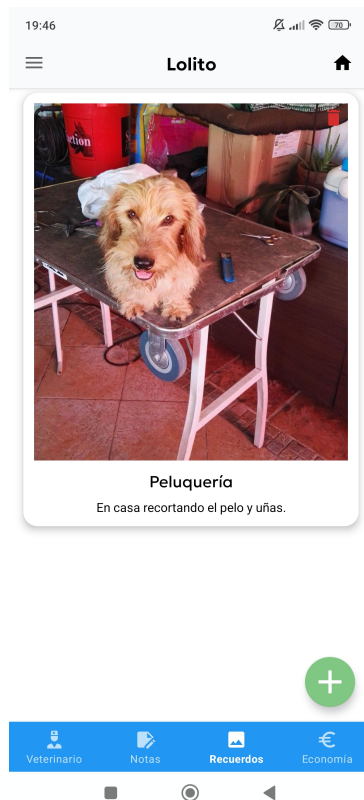 19:46
70
Lolito
Peluquería
En casa recortando el pelo y uñas.
Veterinario
Notas
Recuerdos
Economía